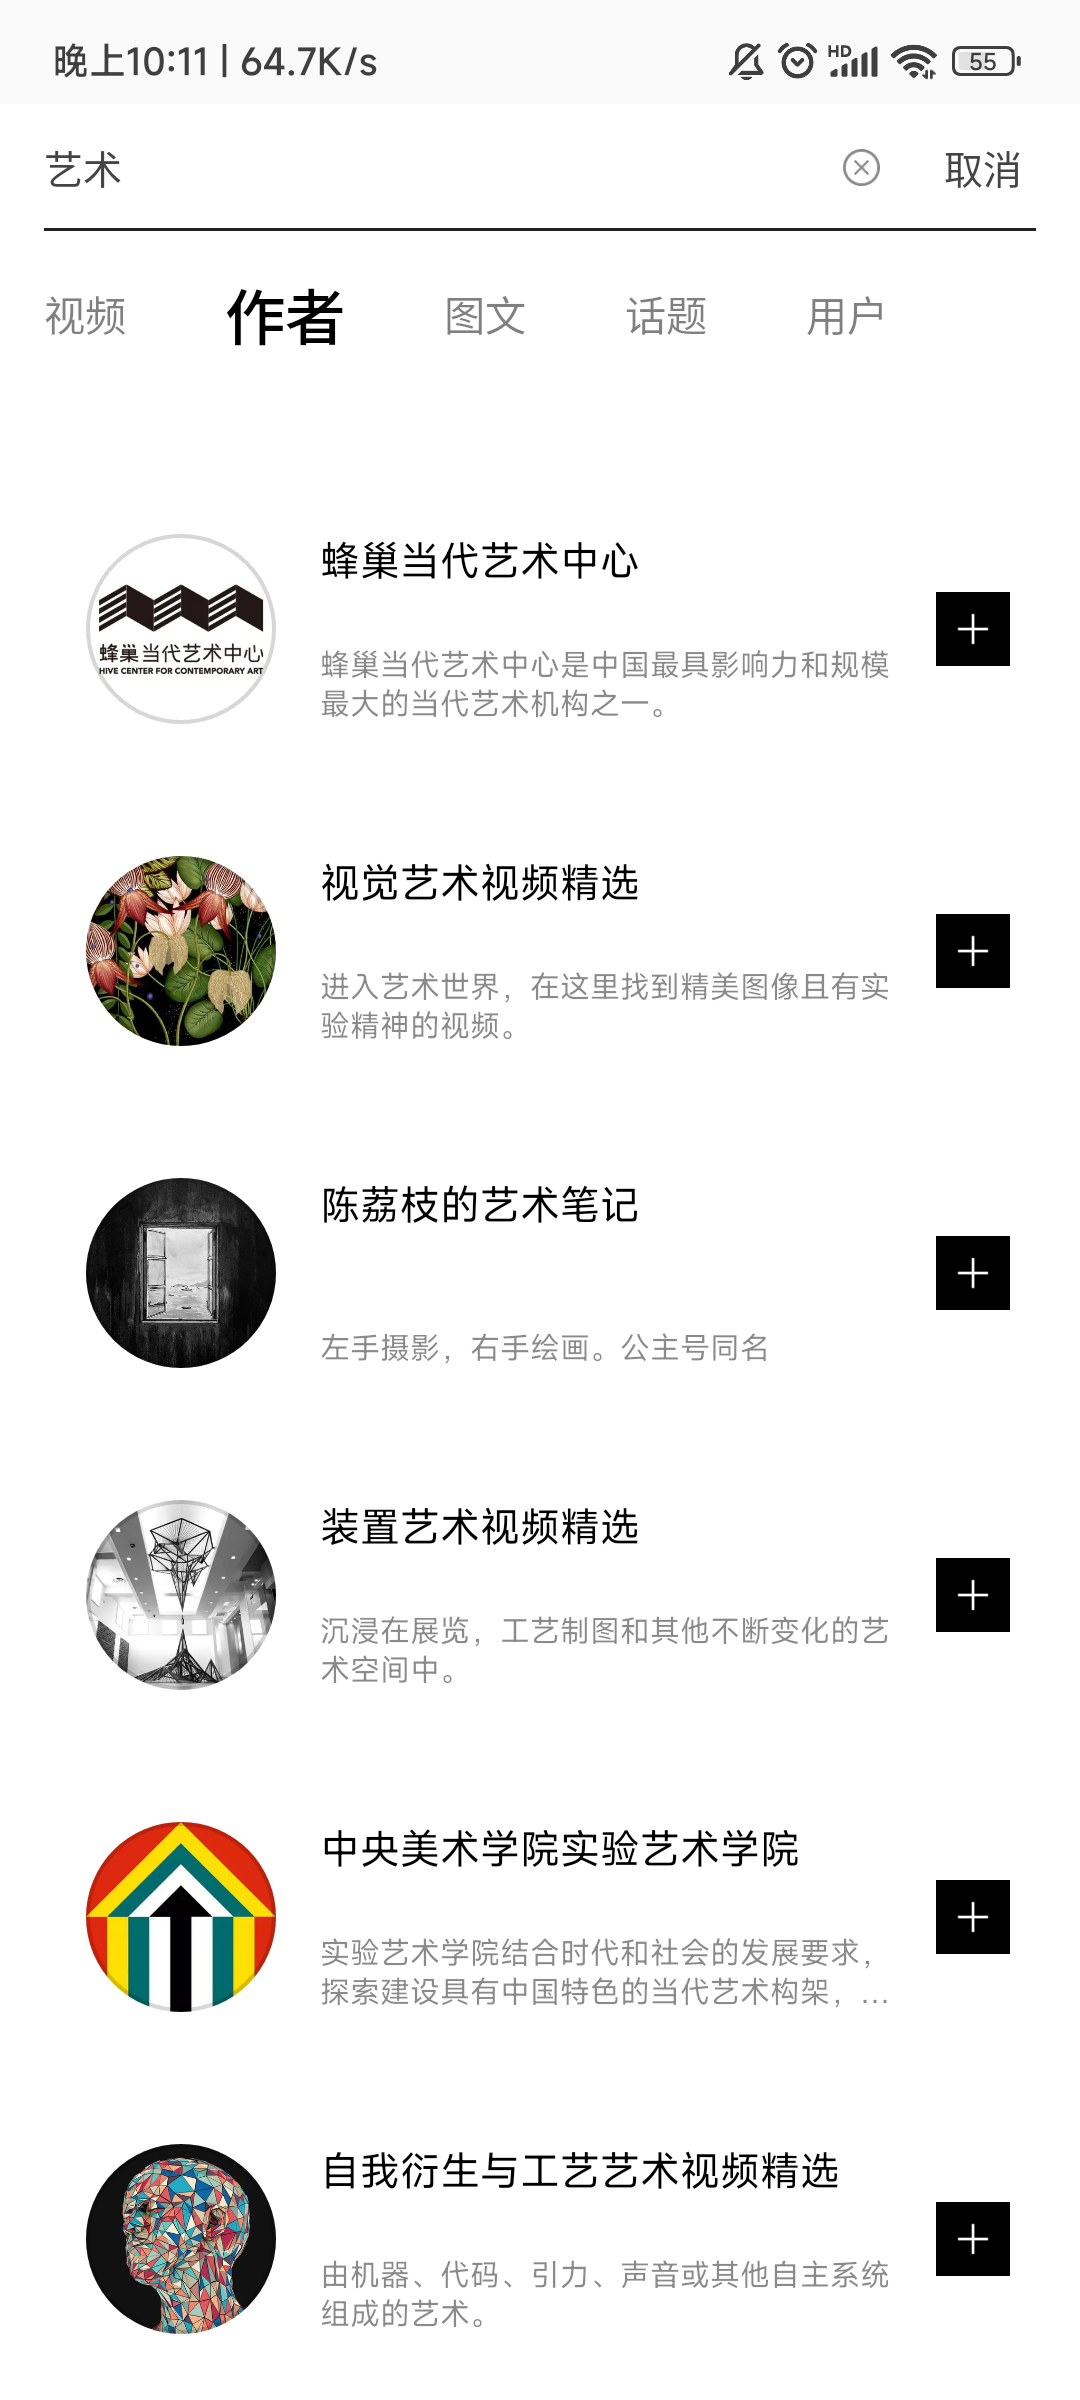 晚上10:11 | 64.7K/s
HD
55
艺术
取消
视频 作者 图文 话题 用户
蜂巢当代艺术中心
HIVE CENTER FOR CONTEMPORARY ART
蜂巢当代艺术中心
蜂巢当代艺术中心是中国最具影响力和规模
最大的当代艺术机构之一。
视觉艺术视频精选
进入艺术世界，在这里找到精美图像且有实
验精神的视频。
陈荔枝的艺术笔记
左手摄影，右手绘画。公主号同名
装置艺术视频精选
沉浸在展览，工艺制图和其他不断变化的艺
术空间中。
中央美术学院实验艺术学院
实验艺术学院结合时代和社会的发展要求，
探索建设具有中国特色的当代艺术构架，...
自我衍生与工艺艺术视频精选
由机器、代码、引力、声音或其他自主系统
组成的艺术。